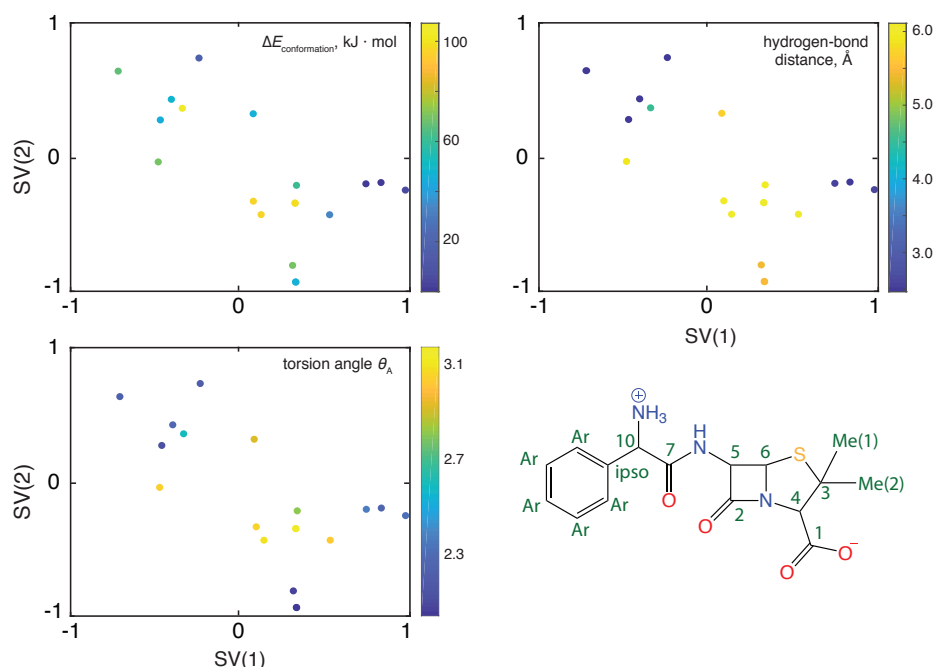 1
0
-1
SV(2)
ΔE conformation, kJ · mol
-1
0
1
100
60
20
1
0
-1
hydrogen-bond
distance, Å
-1
0
1
SV(1)
6.0
5.0
4.0
3.0
1
0
-1
SV(2)
torsion angle θA
-1
0
1
SV(1)
3.1
2.7
2.3
⊕
NH3
H
Ar
10
7
N
5
6
S
Me(1)
Ar
ipso
3
Me(2)
Ar
Ar
O
O
2
N
4
Ar
1
O
O−